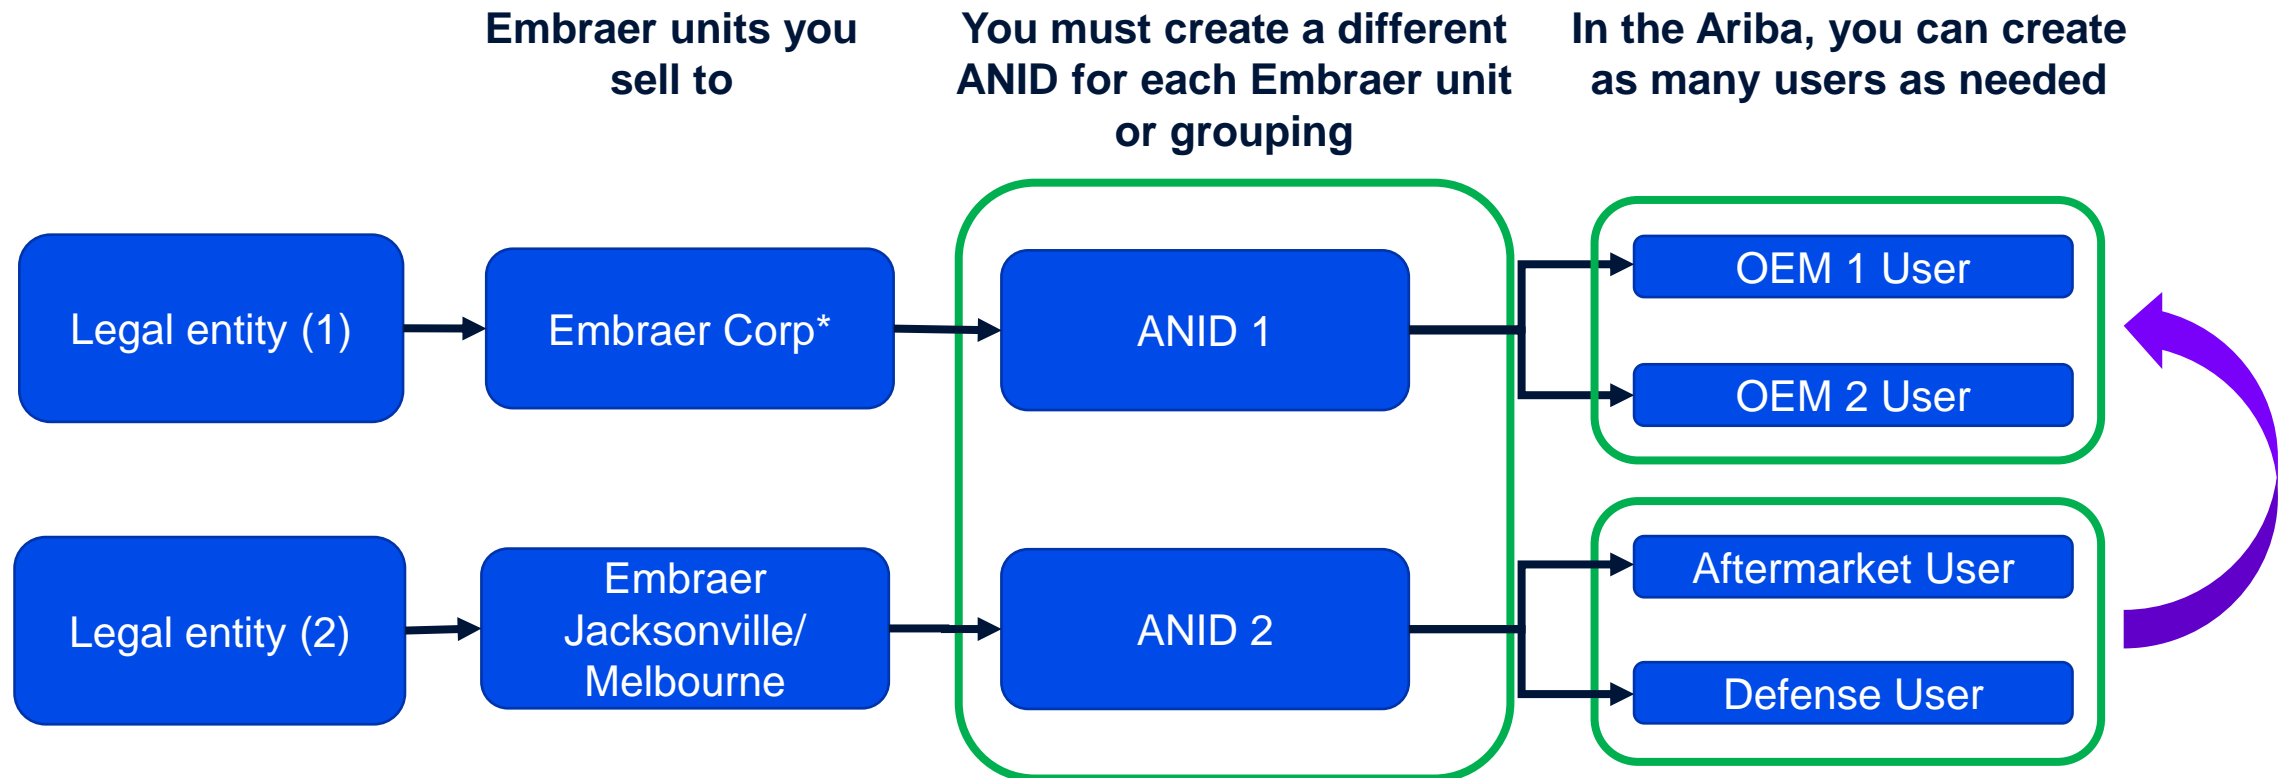 Embraer units you
sell to
You must create a different
ANID for each Embraer unit
or grouping
In the Ariba, you can create
as many users as needed
Legal entity (1)
Embraer Corp*
ANID 1
OEM 1 User
OEM 2 User
Legal entity (2)
Embraer
Jacksonville/
Melbourne
ANID 2
Aftermarket User
Defense User